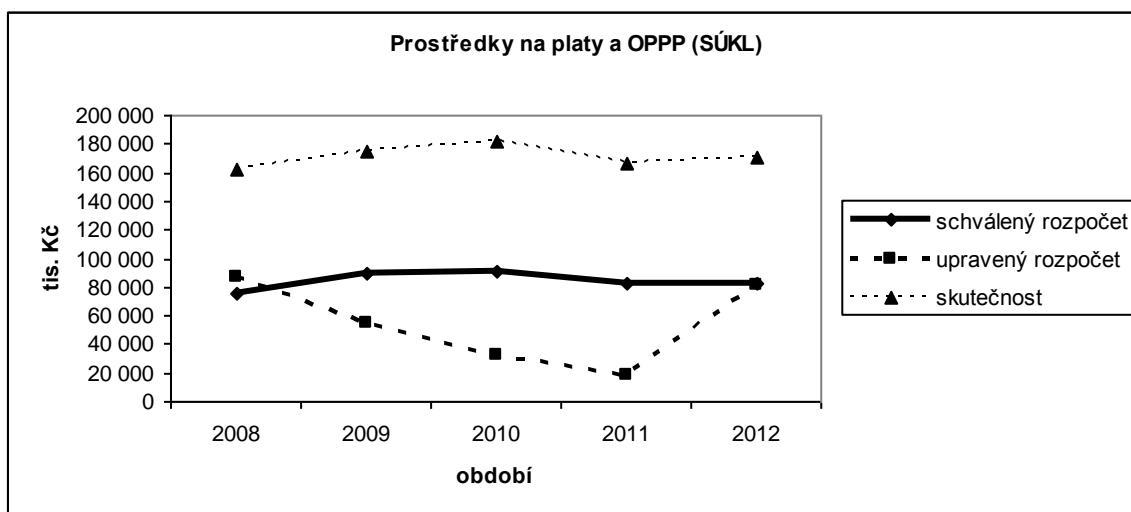 Prostředky na platy a OPPP (SÚKL)
200 000
180 000
160 000
140 000
120 000
100 000
80 000
60 000
40 000
20 000
0
tis. Kč
2008 2009 2010 2011 2012
období
schválený rozpočet
upravený rozpočet
skutečnost